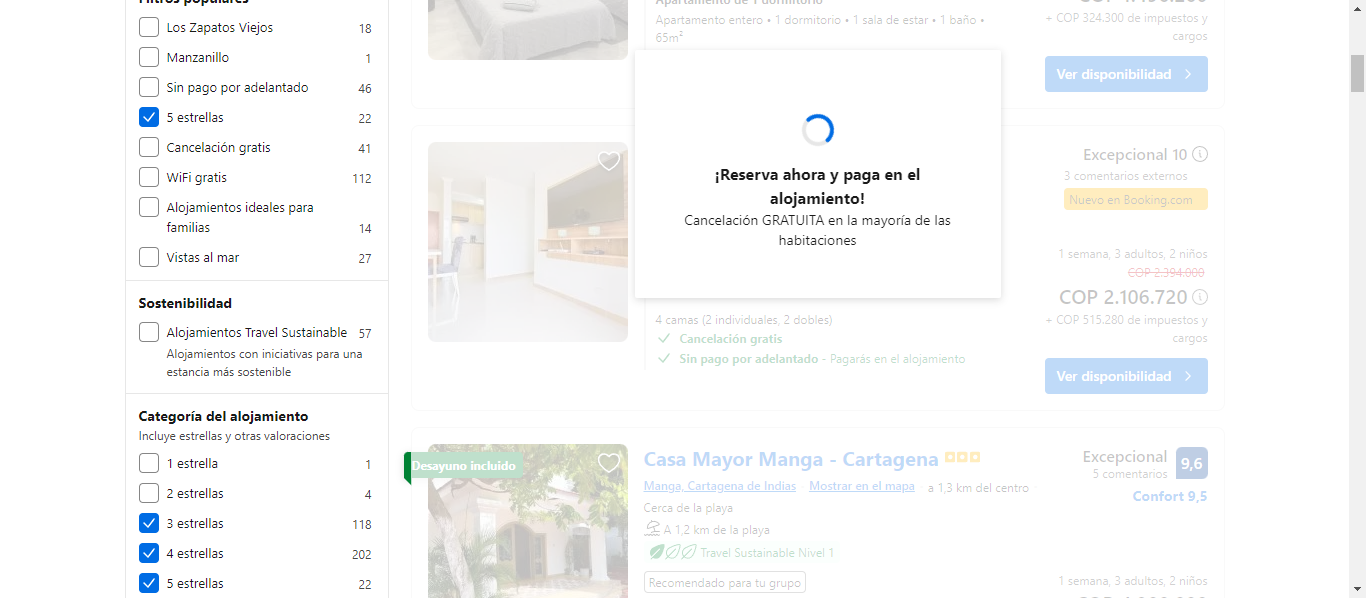 Filtros populares
Los Zapatos Viejos 18
Manzanillo 1
Sin pago por adelantado 46
5 estrellas 22
Cancelación gratis 41
WiFi gratis 112
Alojamientos ideales para
familias 14
Vistas al mar 27
Sostenibilidad
Alojamientos Travel Sustainable 57
Alojamientos con iniciativas para una
estancia más sostenible
Categoría del alojamiento
Incluye estrellas y otras valoraciones
1 estrella 1
2 estrellas 4
3 estrellas 118
4 estrellas 202
5 estrellas 22
Apartamento de 1 dormitorio
Apartamento entero • 1 dormitorio • 1 sala de estar • 1 baño •
65m²
+ COP 324.300 de impuestos y
cargos
Ver disponibilidad
¡Reserva ahora y paga en el
alojamiento!
Cancelación GRATUITA en la mayoría de las
habitaciones
Excepcional 10
3 comentarios externos
Nuevo en Booking.com
1 semana, 3 adultos, 2 niños
COP 2.394.000
COP 2.106.720
+ COP 515.280 de impuestos y
cargos
4 camas (2 individuales, 2 dobles)
Cancelación gratis
Sin pago por adelantado - Pagarás en el alojamiento
Ver disponibilidad
Desayuno incluido
Casa Mayor Manga - Cartagena
Manga, Cartagena de Indias Mostrar en el mapa a 1,3 km del centro
Cerca de la playa
A 1,2 km de la playa
Travel Sustainable Nivel 1
Recomendado para tu grupo
Excepcional 9,6
5 comentarios
Confort 9,5
1 semana, 3 adultos, 2 niños